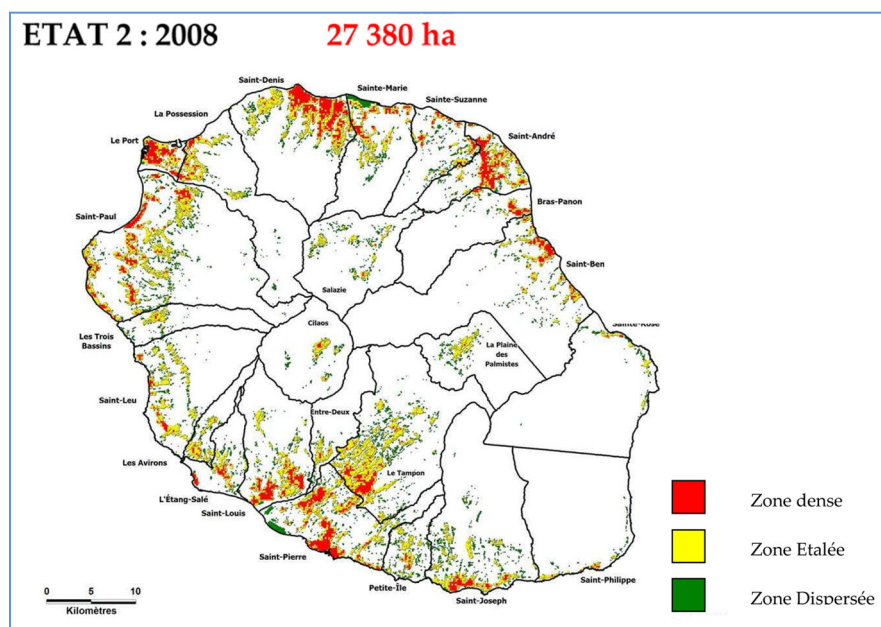 ETAT 2 : 2008 27 380 ha
Saint-Denis
Sainte-Marie
Sainte-Suzanne
La Possession
Saint-André
Le Port
Bras-Panon
Saint-Paul
Saint-Ben
Salazie
Cilaos
Sainte-Rose
Les Trois
Bassins
La Plaine
des
Palmistes
Saint-Leu
Entre-Deux
Les Avirons
Le Tampon
L'Étang-Salé
Saint-Louis
Saint-Pierre
Petite-Île
Saint-Joseph
Saint-Philippe
Zone dense
Zone Etalée
Zone Dispersée
0 5 10
Kilomètres